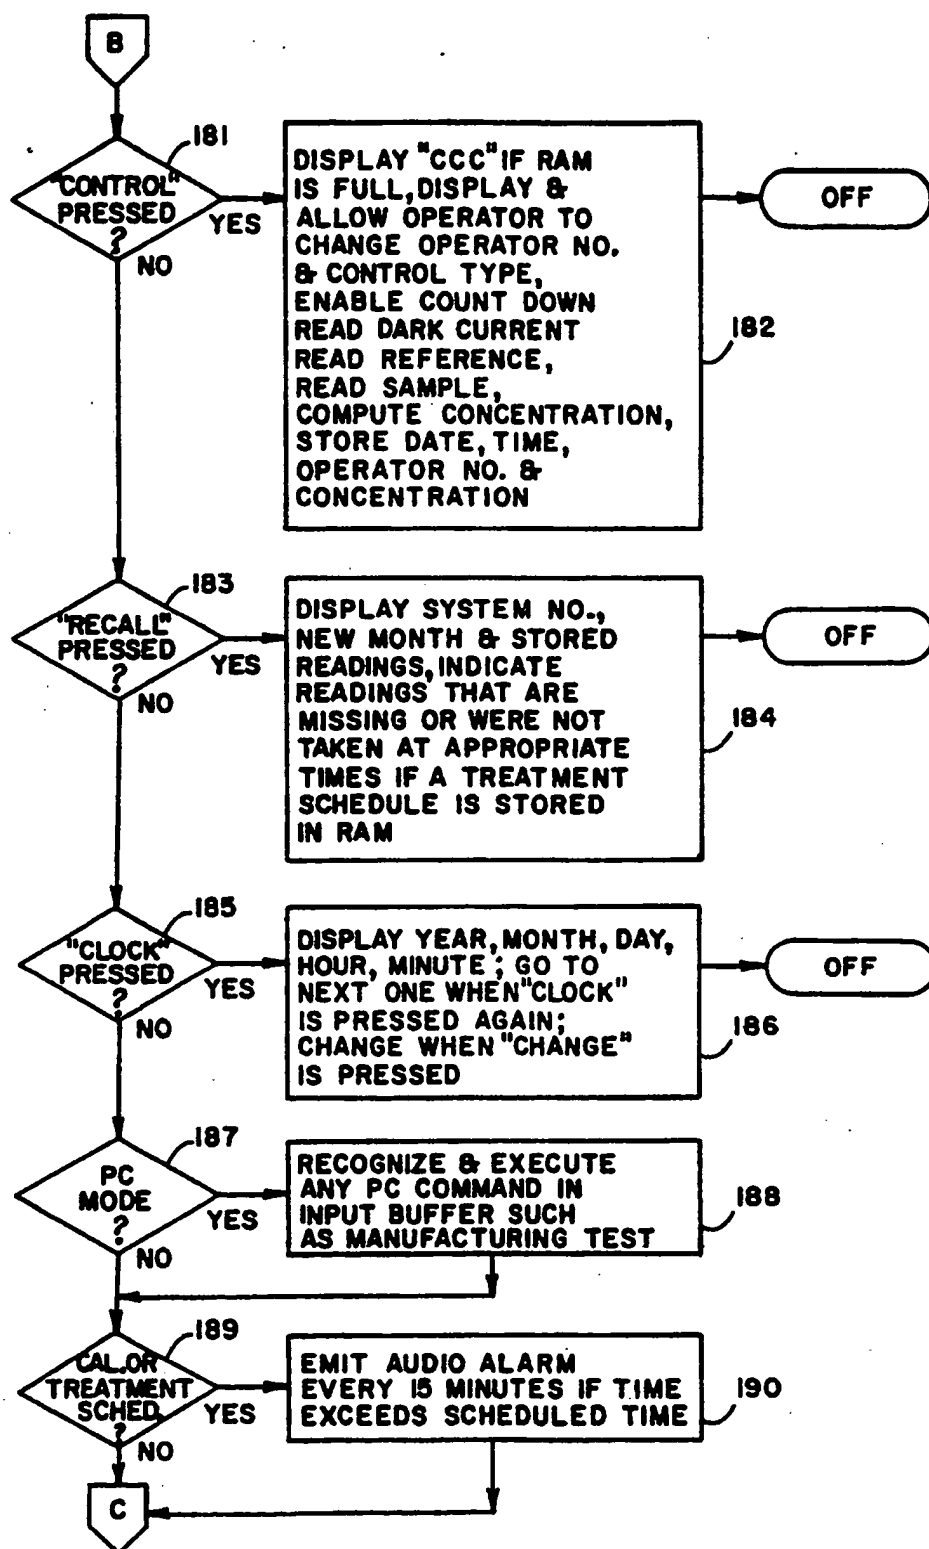 B
181
"CONTROL"
PRESSED
?
YES
NO
DISPLAY "CCC" IF RAM
IS FULL, DISPLAY &
ALLOW OPERATOR TO
CHANGE OPERATOR NO.
& CONTROL TYPE,
ENABLE COUNT DOWN
READ DARK CURRENT
READ REFERENCE,
READ SAMPLE,
COMPUTE CONCENTRATION,
STORE DATE, TIME,
OPERATOR NO. &
CONCENTRATION
182
OFF
183
"RECALL"
PRESSED
?
YES
NO
DISPLAY SYSTEM NO.,
NEW MONTH & STORED
READINGS, INDICATE
READINGS THAT ARE
MISSING OR WERE NOT
TAKEN AT APPROPRIATE
TIMES IF A TREATMENT
SCHEDULE IS STORED
IN RAM
184
OFF
185
"CLOCK"
PRESSED
?
YES
NO
DISPLAY YEAR, MONTH, DAY,
HOUR, MINUTE; GO TO
NEXT ONE WHEN "CLOCK"
IS PRESSED AGAIN;
CHANGE WHEN "CHANGE"
IS PRESSED
186
OFF
187
PC
MODE
?
YES
NO
RECOGNIZE & EXECUTE
ANY PC COMMAND IN
INPUT BUFFER SUCH
AS MANUFACTURING TEST
188
189
CAL. OR
TREATMENT
SCHED.
?
YES
NO
EMIT AUDIO ALARM
EVERY 15 MINUTES IF TIME
EXCEEDS SCHEDULED TIME
190
C